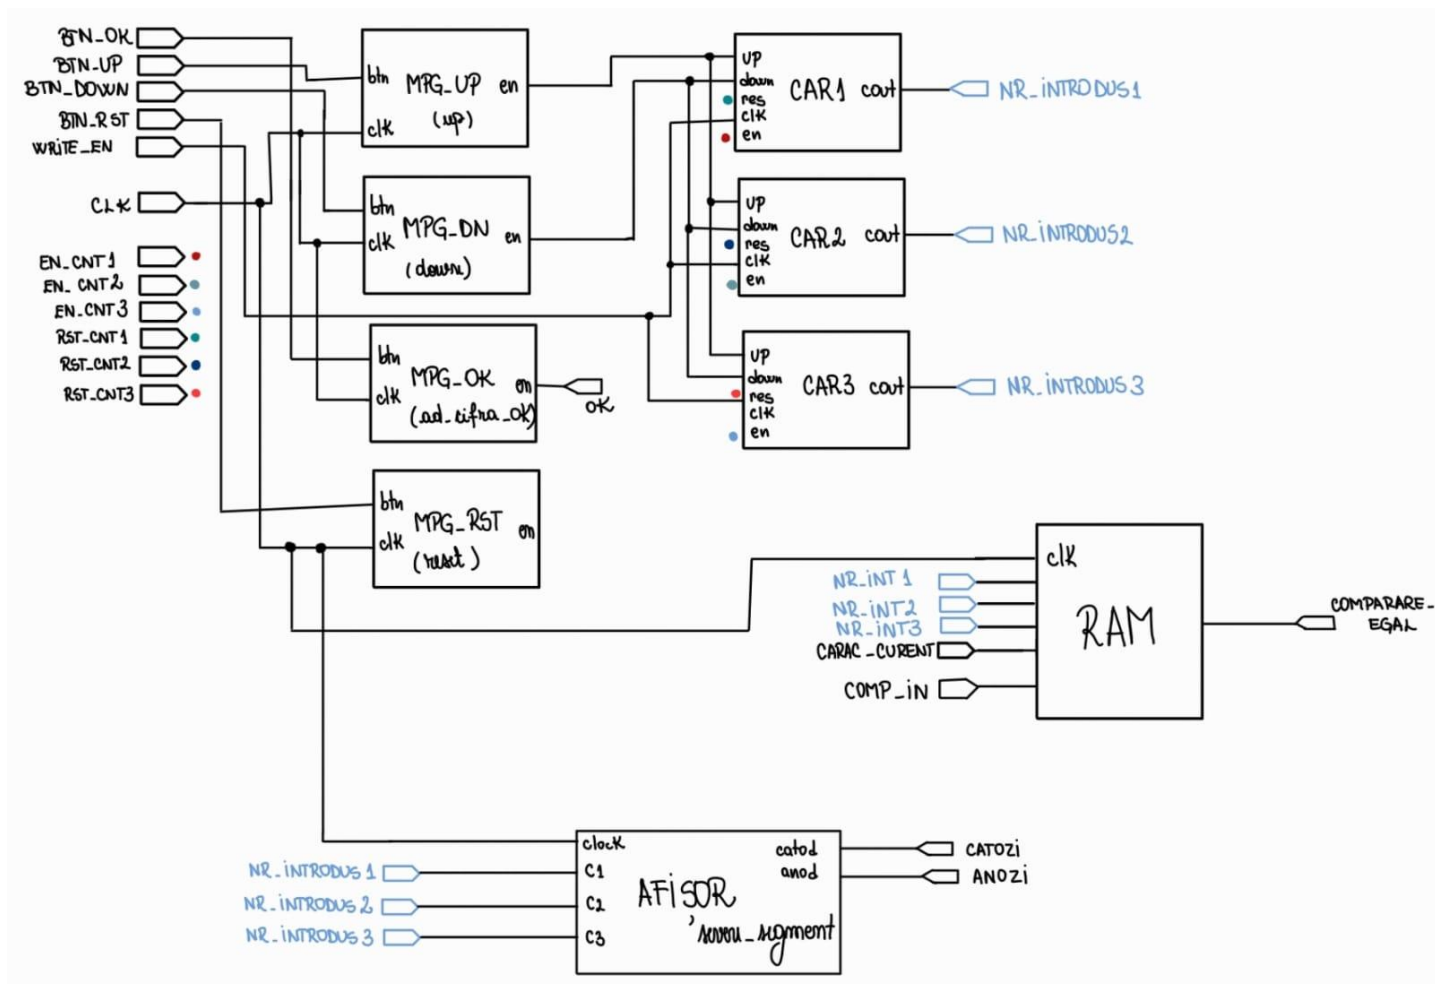 BTN_OK
BTN_UP
BTN_DOWN
BTN_RST
WRiTE_EN
CLK
EN_CNT1
EN_CNT2
EN_CNT3
RST_CNT1
RST_CNT2
RST_CNT3
btn
MPG_UP
en
(up)
clk
btn
MPG_DN
en
clk
(down)
btn
MPG_OK
en
clk
(ad_cifra_OK)
OK
btn
MPG_RST
en
clk
(reset)
UP
down
res
clk
en
CAR1
cout
NR_iNTRODUS1
UP
down
res
clk
en
CAR2
cout
NR_iNTRODUS2
UP
down
res
clk
en
CAR3
cout
NR_iNTRODUS3
clk
NR_iNT1
NR_iNT2
NR_iNT3
CARAC_CURENT
COMP_iN
RAM
COMPARARE_
EGAL
clock
NR_iNTRODUS1
C1
NR_iNTRODUS2
C2
NR_iNTRODUS3
C3
AFiSOR
seven_segment
catod
anod
CATOZi
ANOZi